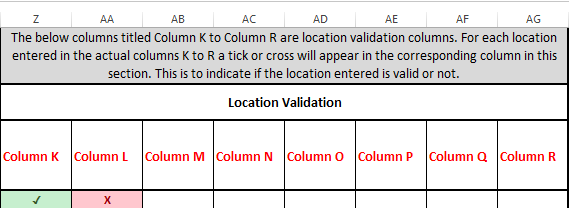 Z AA AB AC AD AE AF AG
The below columns titled Column K to Column R are location validation columns. For each location
entered in the actual columns K to R a tick or cross will appear in the corresponding column in this
section. This is to indicate if the location entered is valid or not.
Location Validation
Column K Column L Column M Column N Column O Column P Column Q Column R
✓ X